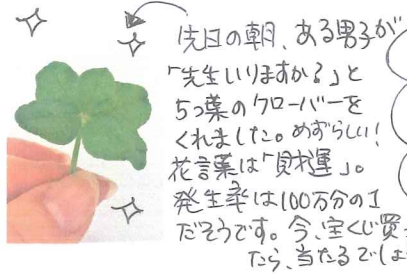 先日の朝、ある男子が
「先生いりますか？」と
5つ葉のクローバーを
くれました。めずらしい！
花言葉は「財運」。
発生率は100万分の1
だそうです。今、宝くじ買っ
たら、当たるでしょ